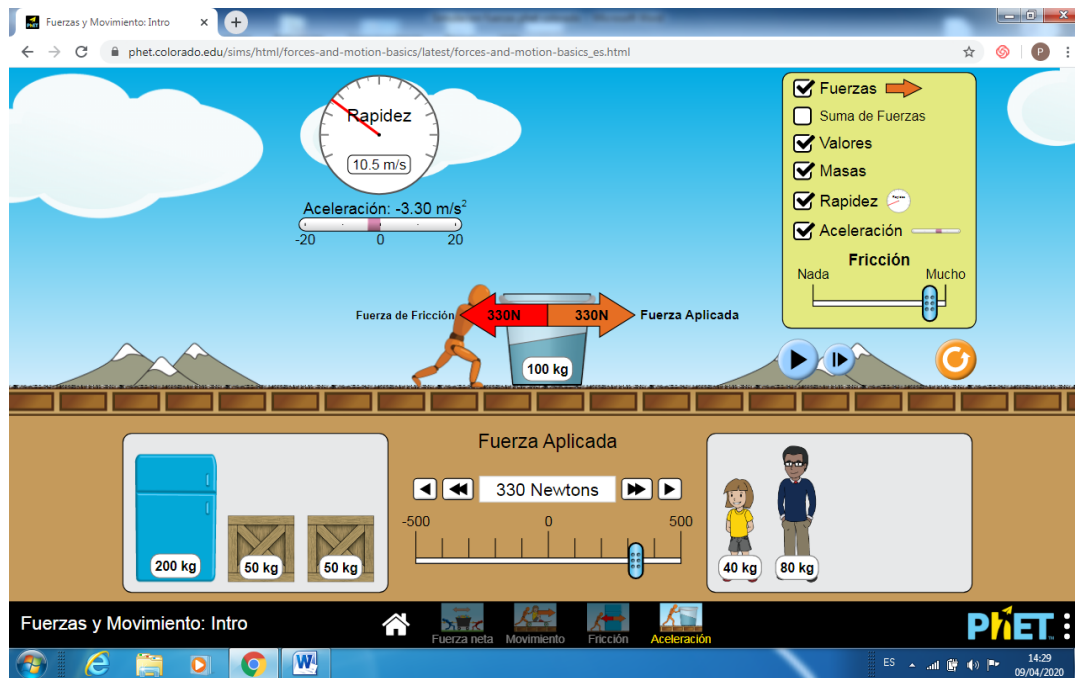 Fuerzas y Movimiento: Intro
phet.colorado.edu/sims/html/forces-and-motion-basics/latest/forces-and-motion-basics_es.html
P
Rapidez
10.5 m/s
Aceleración: -3.30 m/s²
-20 0 20
Fuerzas
Suma de Fuerzas
Valores
Masas
Rapidez
Aceleración
Fricción
Nada Mucho
Fuerza de Fricción 330N 330N Fuerza Aplicada
100 kg
Fuerza Aplicada
330 Newtons
-500 0 500
200 kg 50 kg 50 kg
40 kg 80 kg
Fuerzas y Movimiento: Intro
Fuerza neta Movimiento Fricción Aceleración
PhET
ES 14:29
09/04/2020